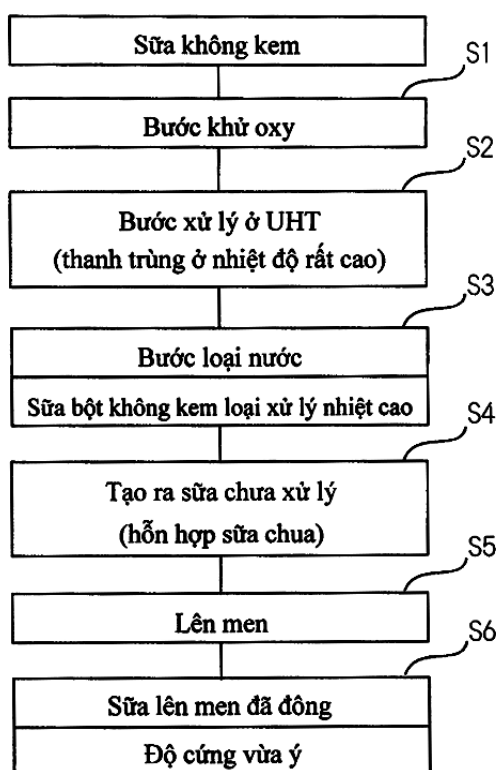 Sữa không kem
S1
Bước khử oxy
S2
Bước xử lý ở UHT
(thanh trùng ở nhiệt độ rất cao)
S3
Bước loại nước
Sữa bột không kem loại xử lý nhiệt cao
S4
Tạo ra sữa chưa xử lý
(hỗn hợp sữa chua)
S5
Lên men
S6
Sữa lên men đã đông
Độ cứng vừa ý